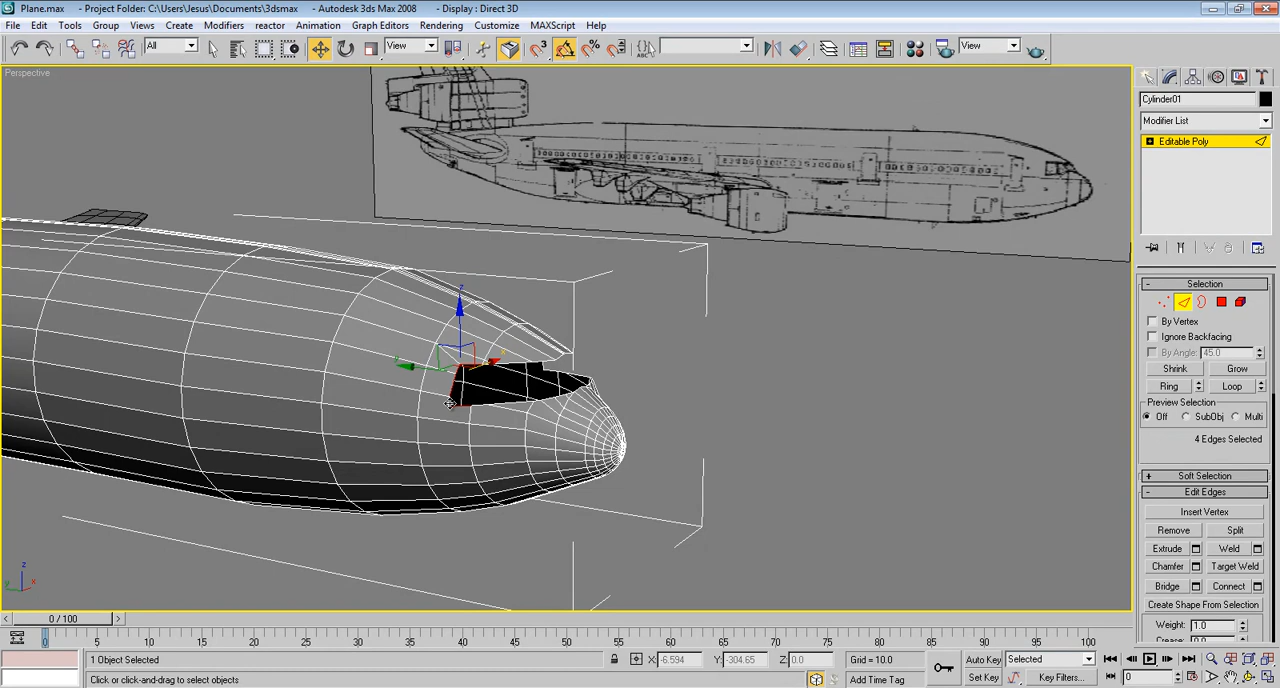 Plane.max - Project Folder: C:\Users\Jesus\Documents\3dsmax - Autodesk 3ds Max 2008 - Display : Direct 3D
File Edit Tools Group Views Create Modifiers reactor Animation Graph Editors Rendering Customize MAXScript Help
All View View
Perspective
Cylinder01
Modifier List
Editable Poly
- Selection
By Vertex
Ignore Backfacing
By Angle: 45.0
Shrink Grow
Ring Loop
Preview Selection
Off SubObj Multi
4 Edges Selected
+ Soft Selection
- Edit Edges
Insert Vertex
Remove Split
Extrude Weld
Chamfer Target Weld
Bridge Connect
Create Shape From Selection
Weight: 1.0
z
y
x
z
y x
0 / 100
0 5 10 15 20 25 30 35 40 45 50 55 60 65 70 75 80 85 90 95 100
1 Object Selected X: -6.594 Y: -304.65 Z: 0.0 Grid = 10.0 Auto Key Selected
Click or click-and-drag to select objects Add Time Tag Set Key Key Filters... 0